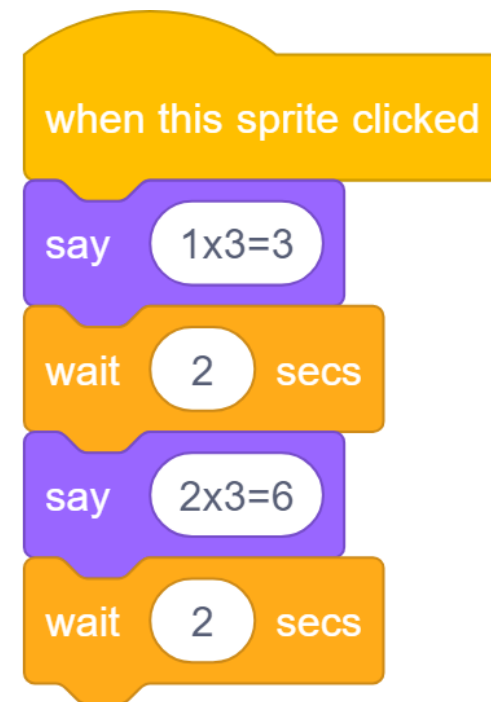 when this sprite clicked
say 1x3=3
wait 2 secs
say 2x3=6
wait 2 secs